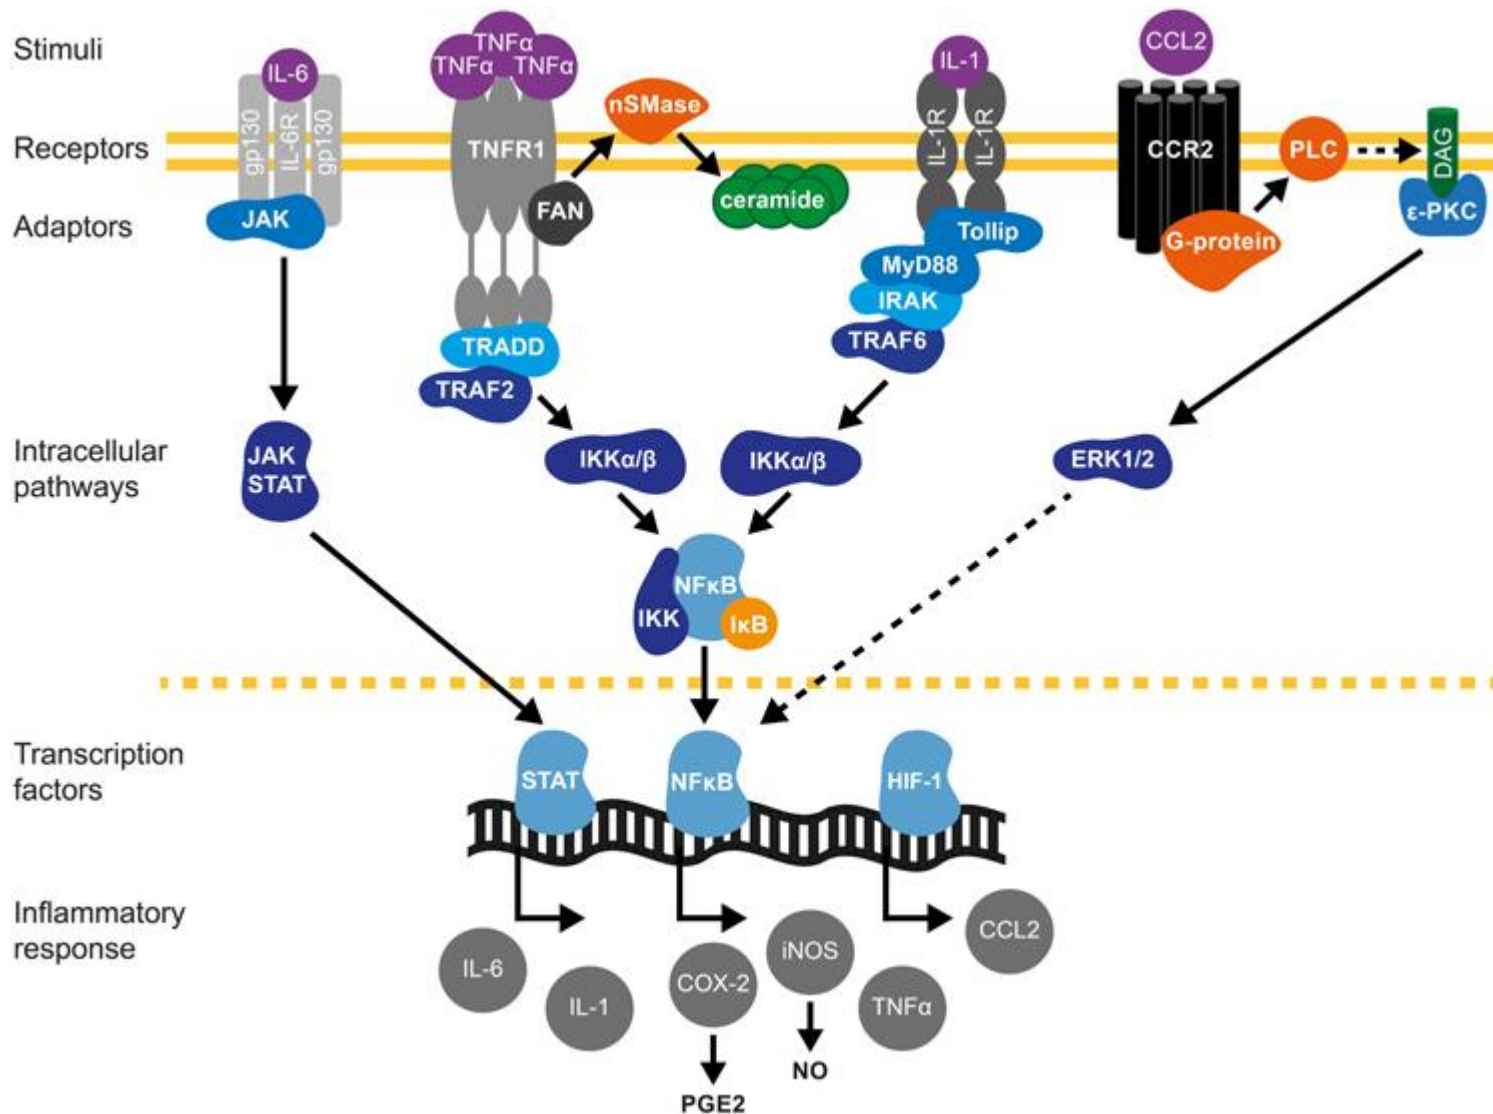 Stimuli
IL-6
TNFα
TNFα
TNFα
IL-1
CCL2
nSMase
Receptors
gp130
IL-6R
gp130
TNFR1
IL-1R
IL-1R
CCR2
PLC
DAG
ceramide
Adaptors
JAK
FAN
Tollip
G-protein
ε-PKC
MyD88
IRAK
TRADD
TRAF6
TRAF2
Intracellular
pathways
JAK
STAT
IKKα/β
IKKα/β
ERK1/2
NFκB
IKK
IκB
Transcription
factors
STAT
NFκB
HIF-1
Inflammatory
response
IL-6
IL-1
COX-2
iNOS
TNFα
CCL2
NO
PGE2